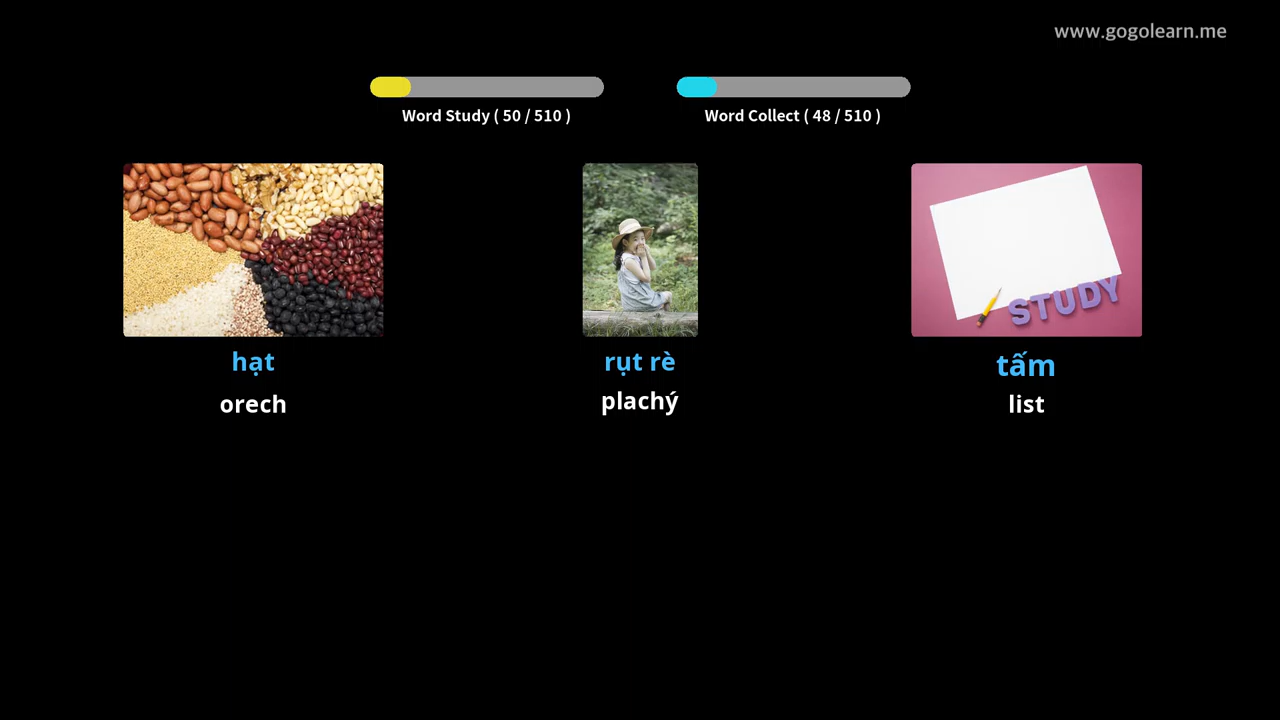 www.gogolearn.me
Word Study ( 50 / 510 )
Word Collect ( 48 / 510 )
STUDY
hạt
rụt rè
tấm
orech
plachý
list